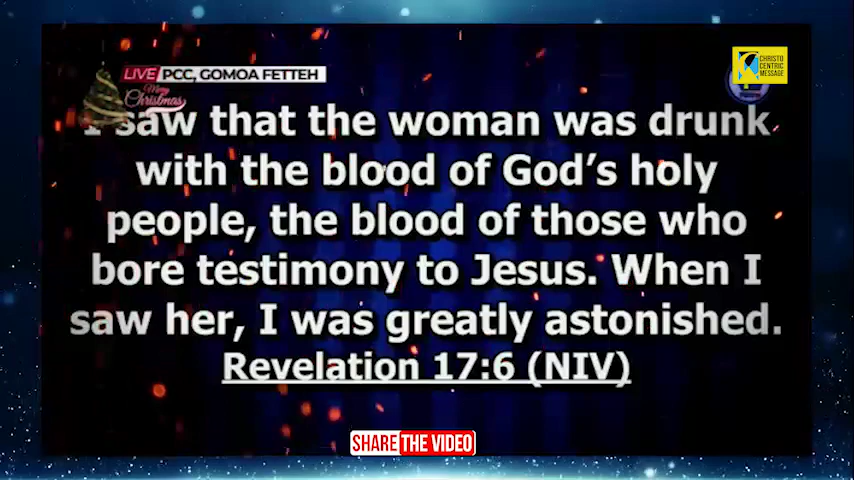 LIVE PCC, GOMOA FETTEH
Merry
Christmas
CHRISTO
CENTRIC
MESSAGE
I saw that the woman was drunk
with the blood of God’s holy
people, the blood of those who
bore testimony to Jesus. When I
saw her, I was greatly astonished.
Revelation 17:6 (NIV)
SHARE THE VIDEO